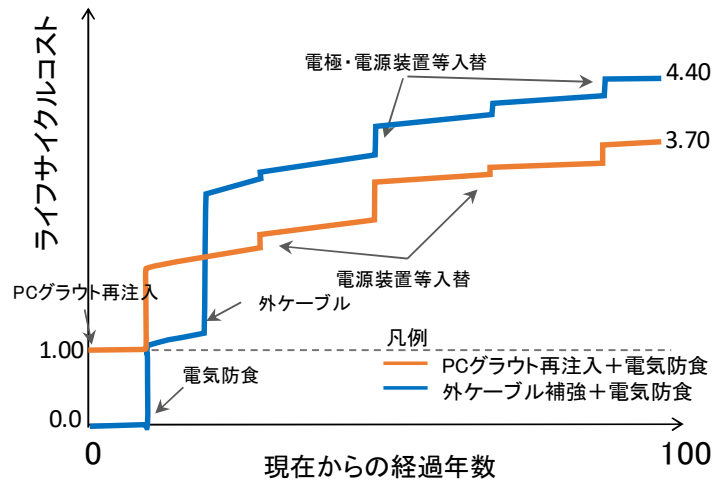 ライフサイクルコスト
電極・電源装置等入替
4.40
3.70
電源装置等入替
PCグラウト再注入
外ケーブル
凡例
1.00
PCグラウト再注入＋電気防食
電気防食
外ケーブル補強＋電気防食
0.0
0
現在からの経過年数
100